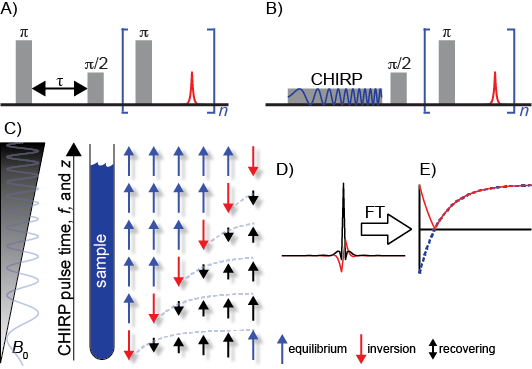 A)
π
τ
π/2
π
n
B)
CHIRP
π/2
π
n
C)
B0
CHIRP pulse time, f, and z
sample
D)
FT
E)
equilibrium
inversion
recovering